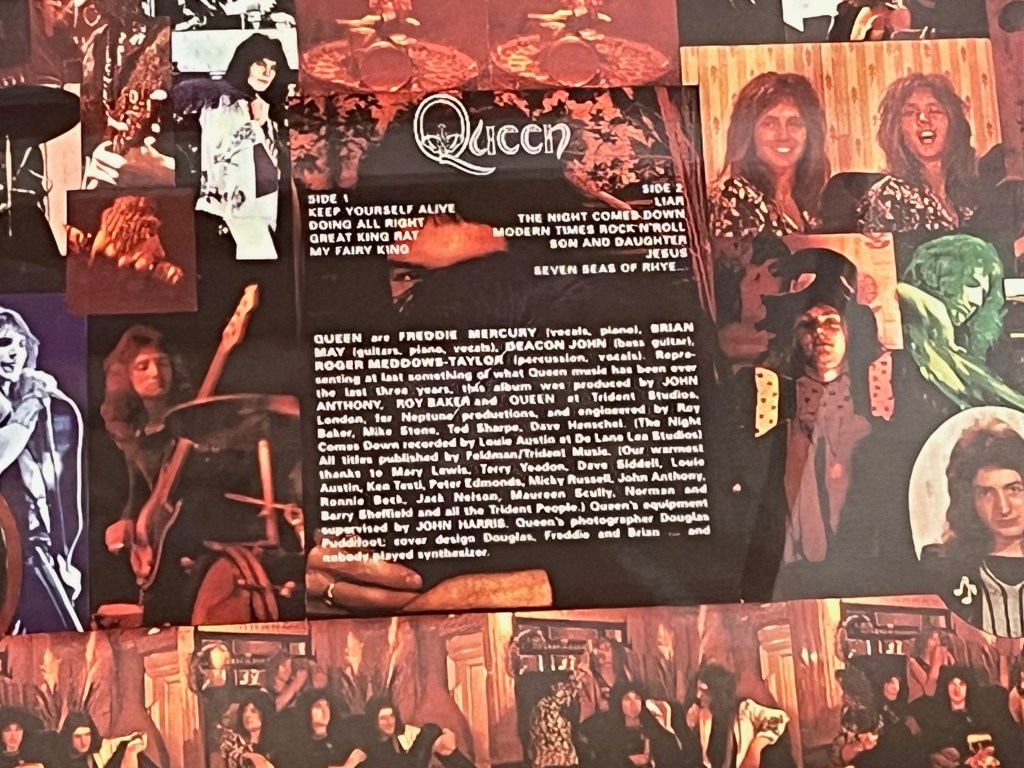 Queen
SIDE 1
KEEP YOURSELF ALIVE
DOING ALL RIGHT
GREAT KING RAT
MY FAIRY KING
SIDE 2
LIAR
THE NIGHT COMES DOWN
MODERN TIMES ROCK'N'ROLL
SON AND DAUGHTER
JESUS
SEVEN SEAS OF RHYE...
QUEEN are FREDDIE MERCURY (vocals, piano), BRIAN
MAY (guitars, piano, vocals), DEACON JOHN (bass guitar),
ROGER MEDDOWS-TAYLOR (percussion, vocals). Repre-
senting at last something of what Queen music has been over
the last three years, this album was produced by JOHN
ANTHONY, ROY BAKER and QUEEN at Trident Studios,
London, for Neptune productions, and engineered by Roy
Baker, Mike Stone, Ted Sharpe, Dave Henschel. (The Night
Comes Down recorded by Louie Austin at De Lane Lea Studios)
All titles published by Feldman/Trident Music. (Our warmest
thanks to Mary Lewis, Terry Yeadon, Dave Siddell, Louie
Austin, Ken Testi, Peter Edmonds, Micky Russell, John Anthony,
Ronnie Beck, Jack Nelson, Maureen Scully, Norman and
Barry Sheffield and all the Trident People.) Queen's equipment
supervised by JOHN HARRIS. Queen's photographer Douglas
Puddifoot; cover design Douglas, Freddie and Brian ... and
nobody played synthesizer.